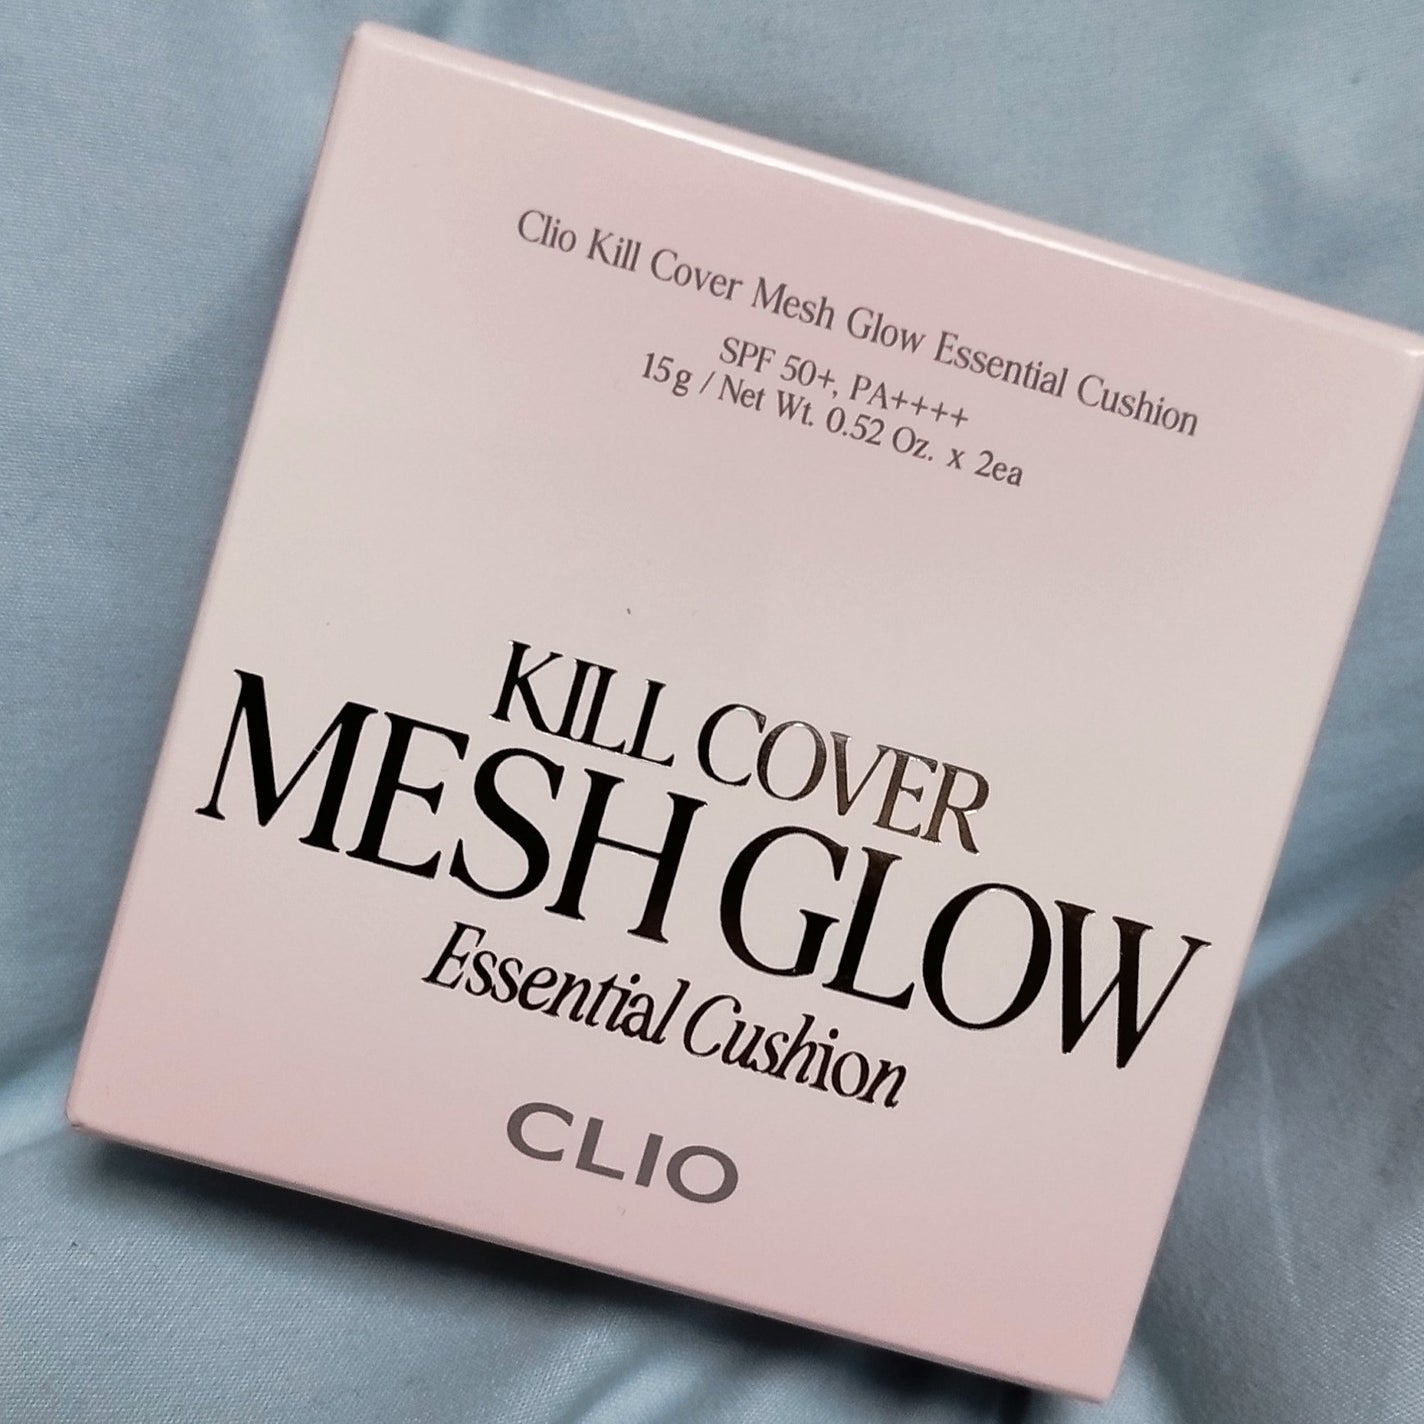 Clio Kill Cover Mesh Glow Essential Cushion
SPF 50+, PA++++
15g / Net Wt. 0.52 Oz. x 2ea
KILL COVER
MESH GLOW
Essential Cushion
CLIO